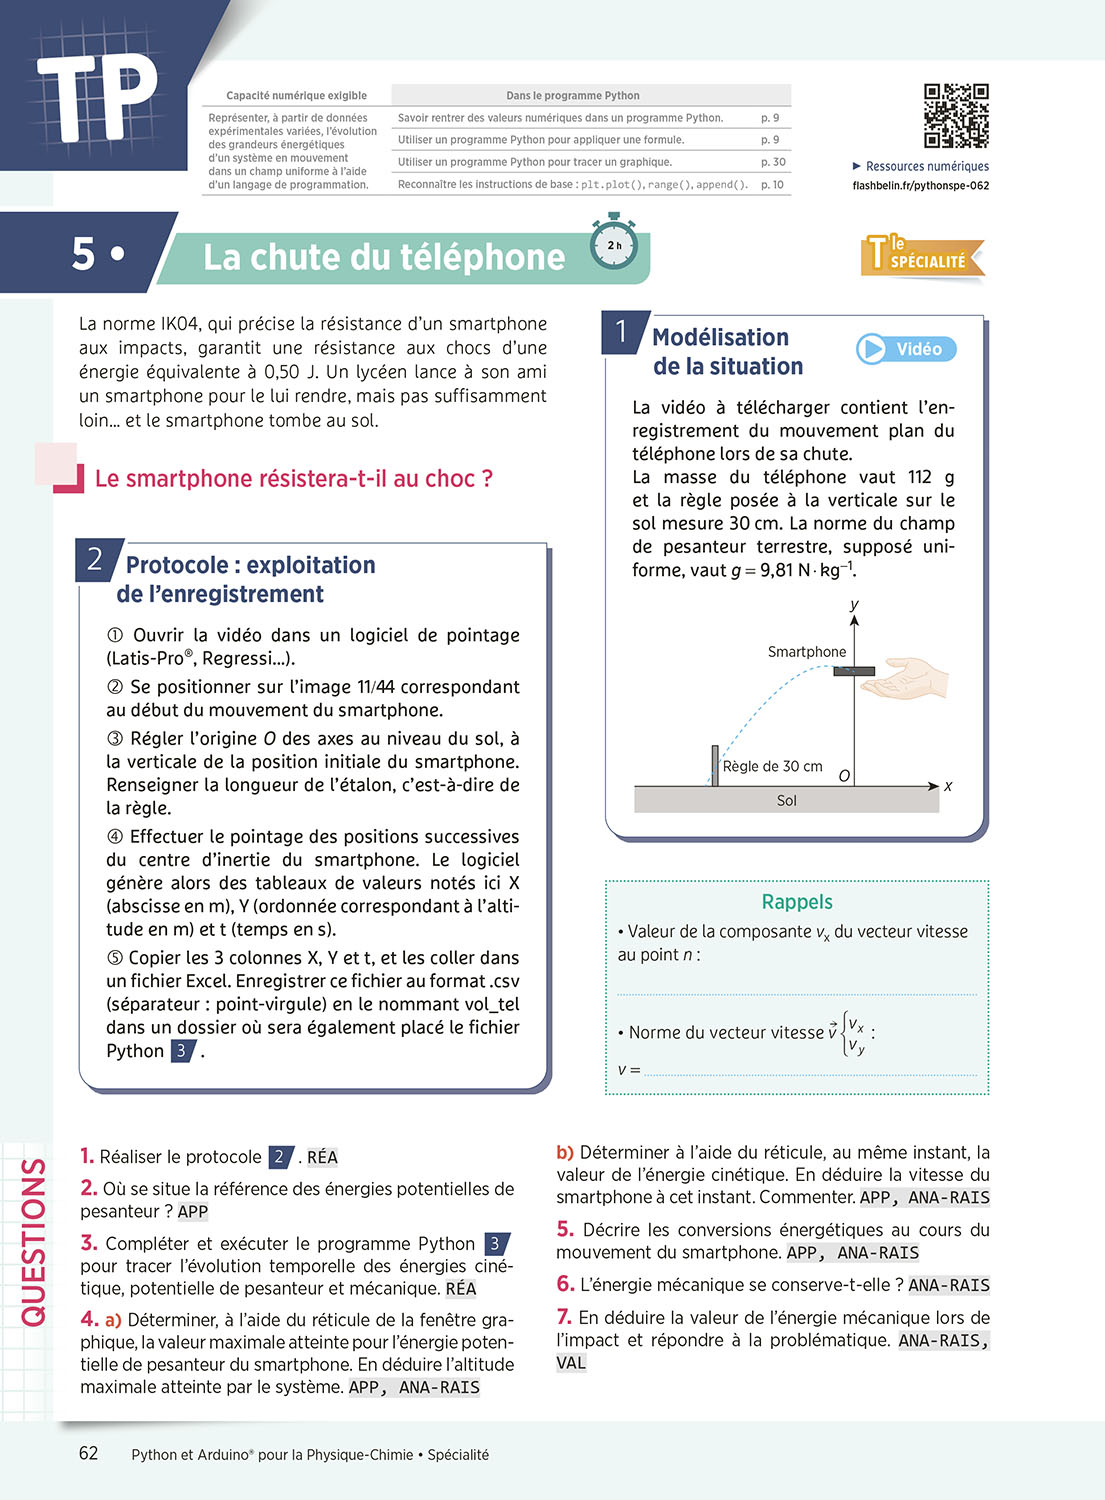 TP
Capacité numérique exigible
Dans le programme Python
Représenter, à partir de données
expérimentales variées, l'évolution
des grandeurs énergétiques
d'un système en mouvement
dans un champ uniforme à l'aide
d'un langage de programmation.
Savoir rentrer des valeurs numériques dans un programme Python. p. 9
Utiliser un programme Python pour appliquer une formule. p. 9
Utiliser un programme Python pour tracer un graphique. p. 30
Reconnaître les instructions de base : plt.plot(), range(), append(). p. 10
► Ressources numériques
flashbelin.fr/pythonspe-062
5 • La chute du téléphone
2 h
Tle
SPÉCIALITÉ
La norme IK04, qui précise la résistance d'un smartphone
aux impacts, garantit une résistance aux chocs d'une
énergie équivalente à 0,50 J. Un lycéen lance à son ami
un smartphone pour le lui rendre, mais pas suffisamment
loin... et le smartphone tombe au sol.
Le smartphone résistera-t-il au choc ?
1 Modélisation
de la situation
Vidéo
La vidéo à télécharger contient l'en-
registrement du mouvement plan du
téléphone lors de sa chute.
La masse du téléphone vaut 112 g
et la règle posée à la verticale sur le
sol mesure 30 cm. La norme du champ
de pesanteur terrestre, supposé uni-
forme, vaut g = 9,81 N·kg⁻¹.
y
Smartphone
Règle de 30 cm
O
x
Sol
2 Protocole : exploitation
de l'enregistrement
① Ouvrir la vidéo dans un logiciel de pointage
(Latis-Pro®, Regressi...).
② Se positionner sur l'image 11/44 correspondant
au début du mouvement du smartphone.
③ Régler l'origine O des axes au niveau du sol, à
la verticale de la position initiale du smartphone.
Renseigner la longueur de l'étalon, c'est-à-dire de
la règle.
④ Effectuer le pointage des positions successives
du centre d'inertie du smartphone. Le logiciel
génère alors des tableaux de valeurs notés ici X
(abscisse en m), Y (ordonnée correspondant à l'alti-
tude en m) et t (temps en s).
⑤ Copier les 3 colonnes X, Y et t, et les coller dans
un fichier Excel. Enregistrer ce fichier au format .csv
(séparateur : point-virgule) en le nommant vol_tel
dans un dossier où sera également placé le fichier
Python 3 .
Rappels
• Valeur de la composante vx du vecteur vitesse
au point n :
• Norme du vecteur vitesse v⃗ { vx vy :
v =
QUESTIONS
1. Réaliser le protocole 2 . RÉA
2. Où se situe la référence des énergies potentielles de
pesanteur ? APP
3. Compléter et exécuter le programme Python 3
pour tracer l'évolution temporelle des énergies ciné-
tique, potentielle de pesanteur et mécanique. RÉA
4. a) Déterminer, à l'aide du réticule de la fenêtre gra-
phique, la valeur maximale atteinte pour l'énergie poten-
tielle de pesanteur du smartphone. En déduire l'altitude
maximale atteinte par le système. APP, ANA-RAIS
b) Déterminer à l'aide du réticule, au même instant, la
valeur de l'énergie cinétique. En déduire la vitesse du
smartphone à cet instant. Commenter. APP, ANA-RAIS
5. Décrire les conversions énergétiques au cours du
mouvement du smartphone. APP, ANA-RAIS
6. L'énergie mécanique se conserve-t-elle ? ANA-RAIS
7. En déduire la valeur de l'énergie mécanique lors de
l'impact et répondre à la problématique. ANA-RAIS,
VAL
62 Python et Arduino® pour la Physique-Chimie • Spécialité